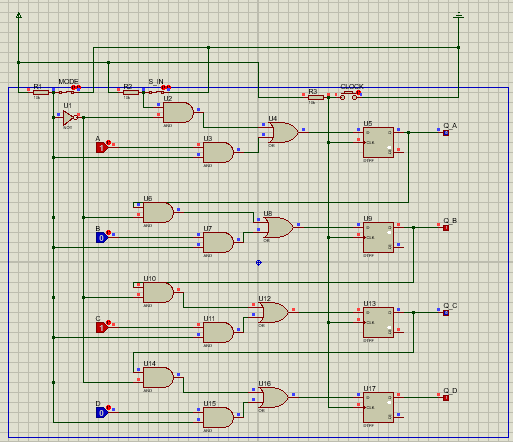 R1 MODE R2 S_IN R3 CLOCK
10k 10k 10k
U1 U2
NOT AND
A 1 U3 U4 U5 Q_A
AND OR D Q CLK Q DTFF
U6 U8 U9 Q_B
AND OR D Q CLK Q DTFF
B 0 U7
AND
U10 U12 U13 Q_C
AND OR D Q CLK Q DTFF
C 1 U11
AND
U14 U16 U17 Q_D
AND OR D Q CLK Q DTFF
D 0 U15
AND